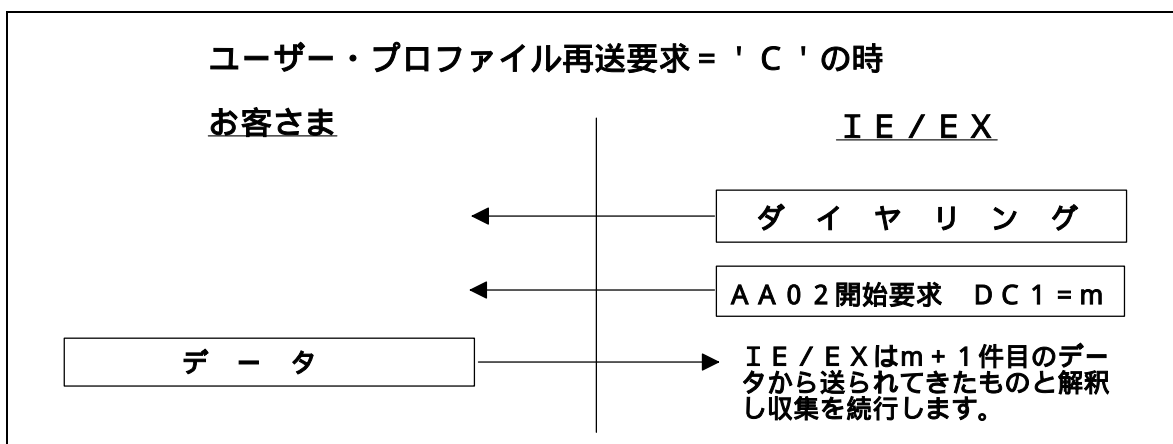 ユーザー・プロファイル再送要求＝＇Ｃ＇の時
お客さま
ＩＥ／ＥＸ
ダイヤリング
ＡＡ０２開始要求　ＤＣ１＝ｍ
データ
ＩＥ／ＥＸはｍ＋１件目のデー
タから送られてきたものと解釈
し収集を続行します。